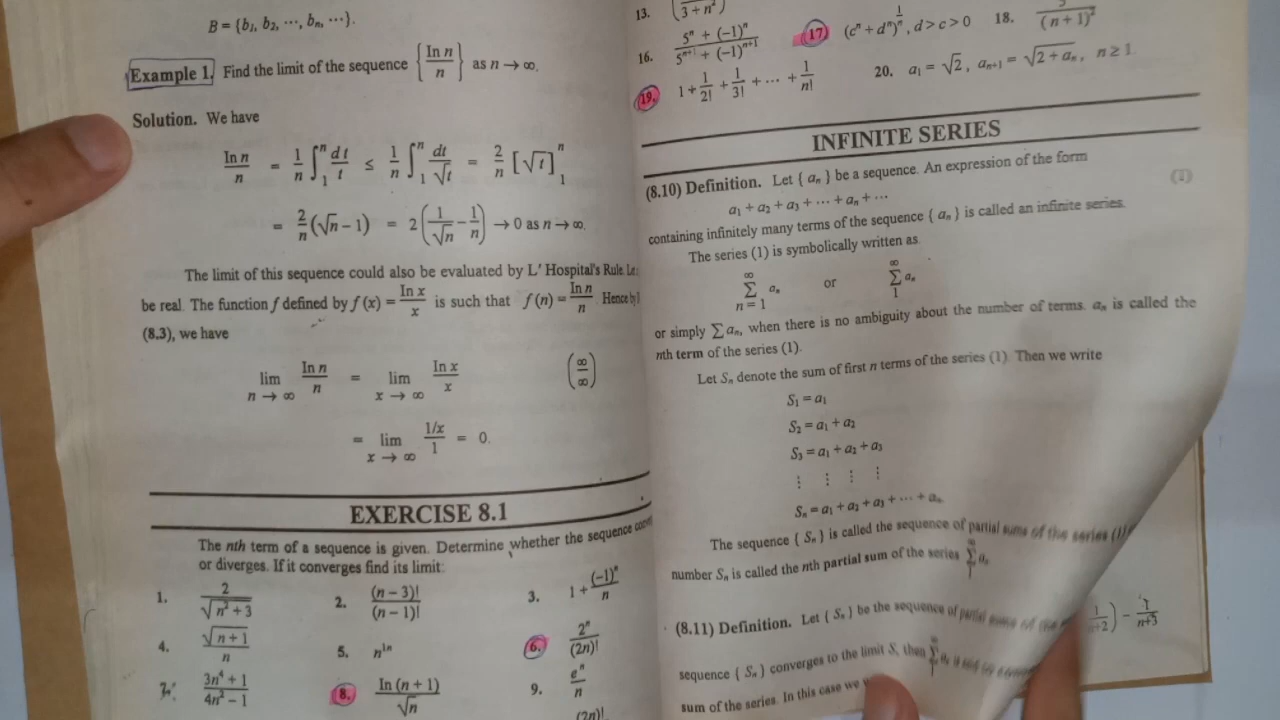 B = {b₁, b₂, ⋯, bₙ, ⋯}.
Example 1. Find the limit of the sequence {ln n / n} as n → ∞.
Solution. We have
ln n / n = 1/n ∫₁ⁿ dt/t ≤ 1/n ∫₁ⁿ dt/√t = 2/n [√t]₁ⁿ
= 2/n (√n − 1) = 2(1/√n − 1/n) → 0 as n → ∞.
The limit of this sequence could also be evaluated by L' Hospital's Rule.
be real. The function f defined by f (x) = ln x / x is such that f (n) = ln n / n . Hence by
(8.3), we have
lim n → ∞ ln n / n = lim x → ∞ ln x / x (∞/∞)
= lim x → ∞ 1/x / 1 = 0.
EXERCISE 8.1
The nth term of a sequence is given. Determine whether the sequence
or diverges. If it converges find its limit:
1. 2 / √(n² + 3) 2. (n − 3)! / (n − 1)! 3. 1 + (−1)ⁿ / n
4. √(n + 1) / n 5. 6. 2ⁿ / (2n)!
7. (3n⁴ + 1) / (4n² − 1) 8. ln (n + 1) / √n 9. eⁿ / n
(2n)!
13. 3 + n²
16. (5ⁿ + (−1)ⁿ) / (5ⁿ⁺¹ + (−1)ⁿ⁺¹) 17) (cⁿ + dⁿ)^(1/n), d > c > 0 18. (n + 1)²
19. 1 + 1/2! + 1/3! + ⋯ + 1/n! 20. a₁ = √2, aₙ₊₁ = √(2 + aₙ), n ≥ 1.
INFINITE SERIES
(8.10) Definition. Let { aₙ } be a sequence. An expression of the form
a₁ + a₂ + a₃ + ⋯ + aₙ + ⋯ (1)
containing infinitely many terms of the sequence { aₙ } is called an infinite series.
The series (1) is symbolically written as
∞ Σ n = 1 aₙ or ∞ Σ 1 aₙ
or simply Σ aₙ, when there is no ambiguity about the number of terms. aₙ is called the
nth term of the series (1).
Let Sₙ denote the sum of first n terms of the series (1). Then we write
S₁ = a₁
S₂ = a₁ + a₂
S₃ = a₁ + a₂ + a₃
⋮ ⋮ ⋮ ⋮
Sₙ = a₁ + a₂ + a₃ + ⋯ + aₙ
The sequence { Sₙ } is called the sequence of partial sums of the series (1)
number Sₙ is called the nth partial sum of the series ∞ Σ 1 aₙ
(8.11) Definition. Let { Sₙ } be the sequence of partial sums of the
sequence { Sₙ } converges to the limit S, then
sum of the series. In this case we
− 1/(n+3)